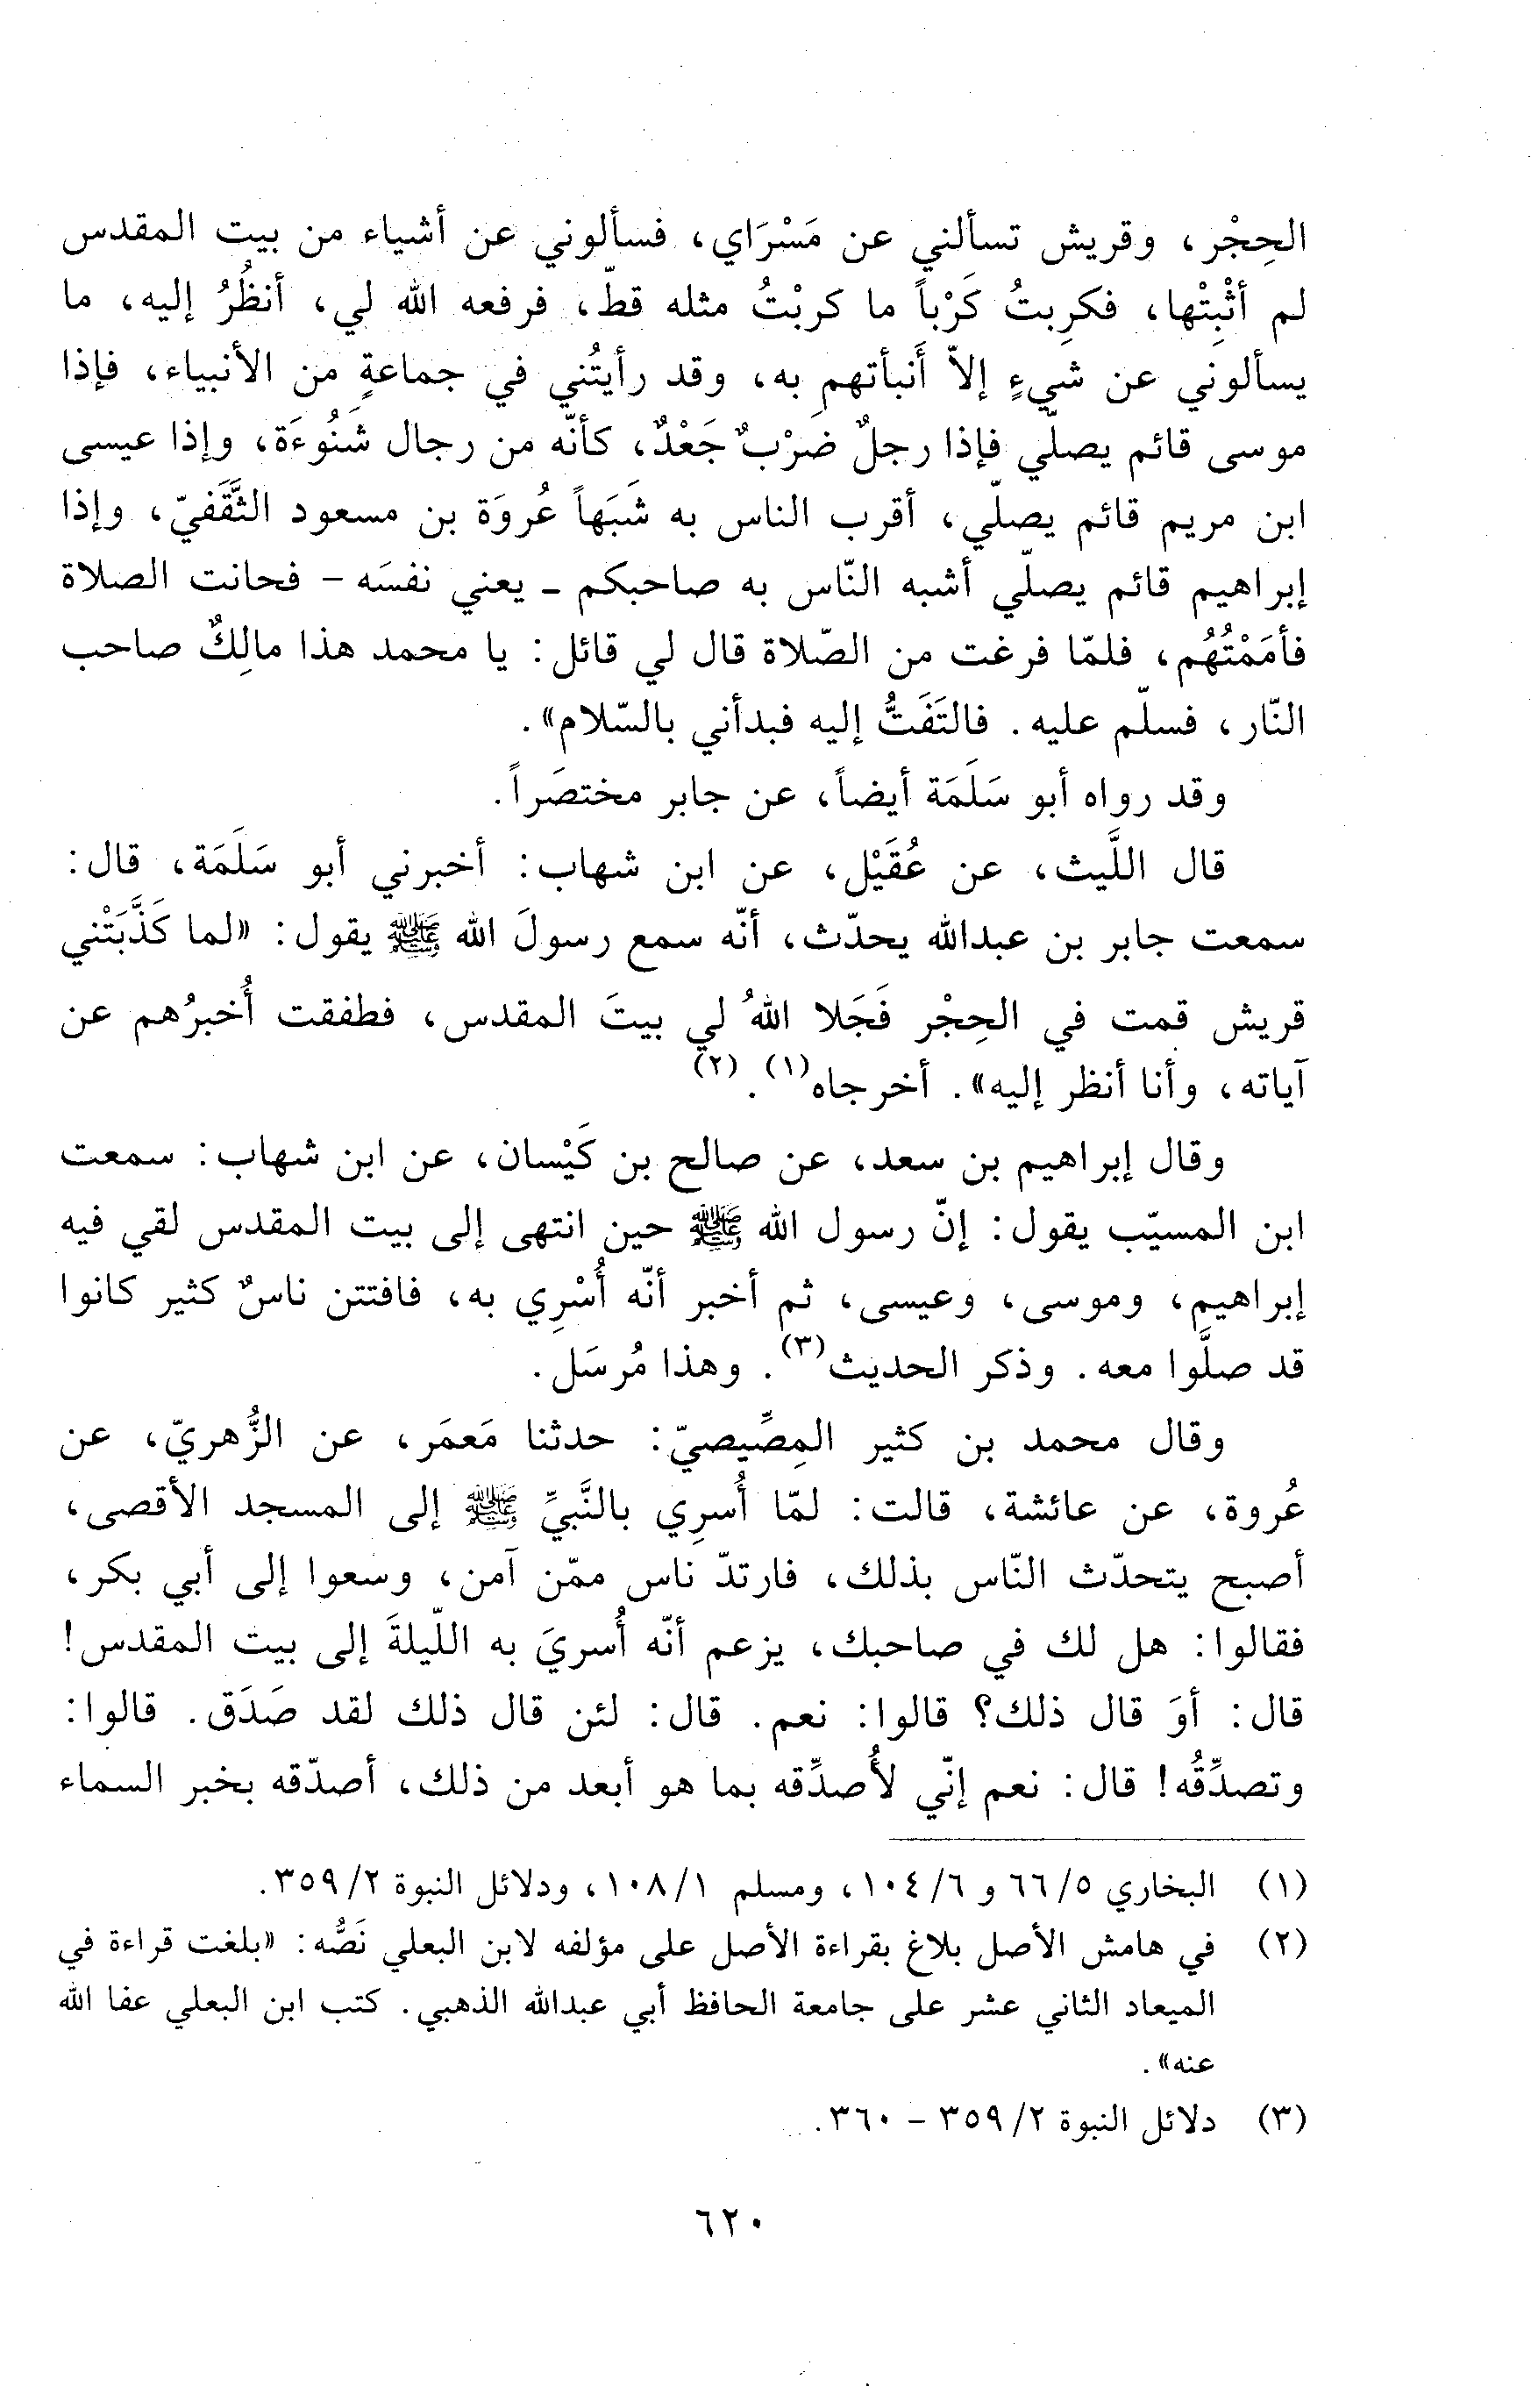 الحِجْر، وقريش تسألني عن مَسْرَاي، فسألوني عن أشياء من بيت المقدس
لم أثْبِتْها، فكرِبتُ كَرْباً ما كربْتُ مثله قطّ، فرفعه الله لي، أنظُرُ إليه، ما
يسألوني عن شيءٍ إلاّ أَنبأتهم به، وقد رأيتُني في جماعةٍ من الأنبياء، فإذا
موسى قائم يصلّي فإذا رجلٌ ضَرْبٌ جَعْدٌ، كأنّه من رجال شَنُوءَة، وإذا عيسى
ابن مريم قائم يصلّي، أقرب الناس به شَبَهاً عُروَة بن مسعود الثَّقَفيّ، وإذا
إبراهيم قائم يصلّي أشبه النّاس به صاحبكم - يعني نفسَه - فحانت الصلاة
فأمَمْتُهُم، فلمّا فرغت من الصّلاة قال لي قائل: يا محمد هذا مالِكٌ صاحب
النّار، فسلّم عليه. فالتَفَتُّ إليه فبدأني بالسّلام».
وقد رواه أبو سَلَمَة أيضاً، عن جابر مختصَراً.
قال اللَّيث، عن عُقَيْل، عن ابن شهاب: أخبرني أبو سَلَمَة، قال:
سمعت جابر بن عبدالله يحدّث، أنّه سمع رسولَ الله ﷺ يقول: «لما كَذَّبَتْني
قريش قمت في الحِجْر فَجَلا اللهُ لي بيتَ المقدس، فطفقت أُخبرُهم عن
آياته، وأنا أنظر إليه». أخرجاه(١).(٢)
وقال إبراهيم بن سعد، عن صالح بن كَيْسان، عن ابن شهاب: سمعت
ابن المسيّب يقول: إنّ رسول الله ﷺ حين انتهى إلى بيت المقدس لقي فيه
إبراهيم، وموسى، وعيسى، ثم أخبر أنّه أُسْرِي به، فافتتن ناسٌ كثير كانوا
قد صلَّوا معه. وذكر الحديث(٣). وهذا مُرسَل.
وقال محمد بن كثير المِصِّيصيّ: حدثنا مَعمَر، عن الزُّهريّ، عن
عُروة، عن عائشة، قالت: لمّا أُسرِي بالنَّبيِّ ﷺ إلى المسجد الأقصى،
أصبح يتحدّث النّاس بذلك، فارتدّ ناس ممّن آمن، وسعوا إلى أبي بكر،
فقالوا: هل لك في صاحبك، يزعم أنّه أُسريَ به اللّيلةَ إلى بيت المقدس!
قال: أوَ قال ذلك؟ قالوا: نعم. قال: لئن قال ذلك لقد صَدَق. قالوا:
وتصدِّقُه! قال: نعم إنّي لأُصدِّقه بما هو أبعد من ذلك، أصدّقه بخبر السماء
(١) البخاري ٥/٦٦ و ٦/١٠٤، ومسلم ١/١٠٨، ودلائل النبوة ٢/٣٥٩.
(٢) في هامش الأصل بلاغ بقراءة الأصل على مؤلفه لابن البعلي نَصُّه: «بلغت قراءة في
الميعاد الثاني عشر على جامعة الحافظ أبي عبدالله الذهبي. كتب ابن البعلي عفا الله
عنه».
(٣) دلائل النبوة ٢/٣٥٩ - ٣٦٠.
٦٢٠